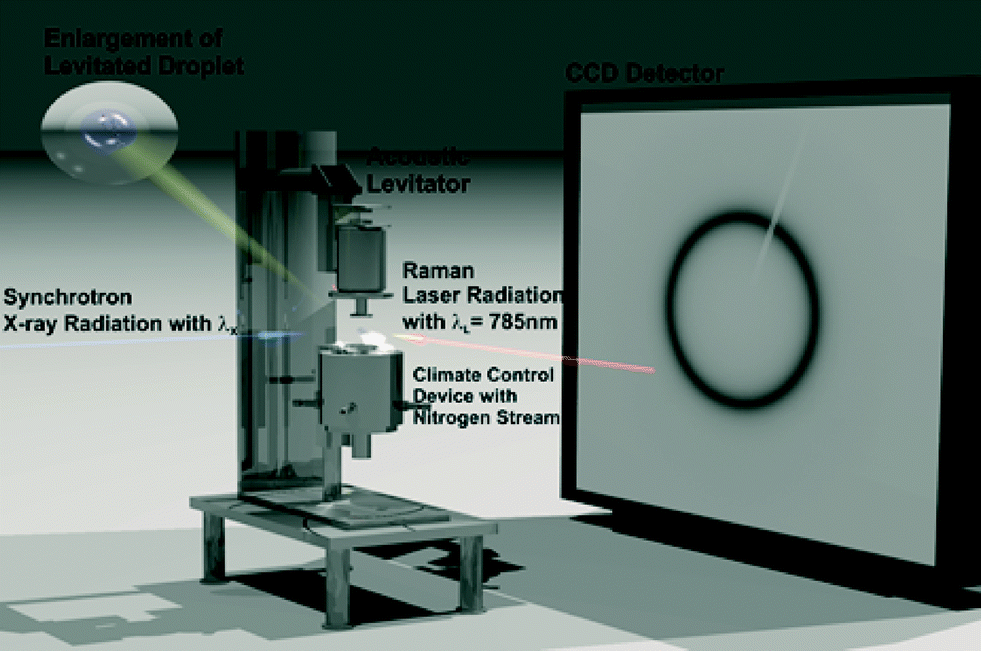 Enlargement of
Levitated Droplet
CCD Detector
Acoustic
Levitator
Raman
Laser Radiation
with λL= 785nm
Synchrotron
X-ray Radiation with λX
Climate Control
Device with
Nitrogen Stream